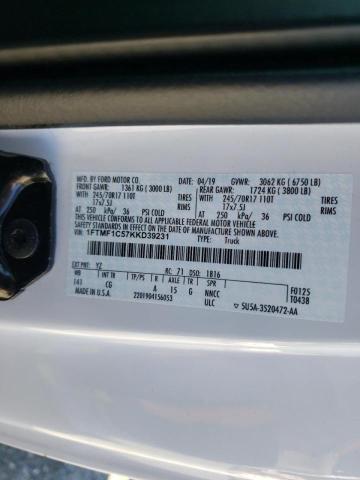 MFD. BY FORD MOTOR CO.
DATE: 04/19 GVWR: 3062 KG ( 6750 LB)
FRONT GAWR: 1361 KG ( 3000 LB) REAR GAWR: 1724 KG ( 3800 LB)
WITH 245/70R17 110T WITH 245/70R17 110T
TIRES 17x7.5J TIRES 17x7.5J RIMS
AT 250 kPa/ 36 PSI COLD AT 250 kPa/ 36 PSI COLD
THIS VEHICLE CONFORMS TO ALL APPLICABLE FEDERAL MOTOR VEHICLE
SAFETY STANDARDS IN EFFECT ON THE DATE OF MANUFACTURE SHOWN ABOVE.
VIN: 1FTMF1C57KKD39231 TYPE: Truck
EXT PNT: YZ RC: 71 DSO: 1B16
WB INT TR TP/PS R AXLE TR SPR
141 CG A 15 G NNCC F0125
MADE IN U.S.A. 2201904156053 ULC T0438
5U5A-3520472-AA